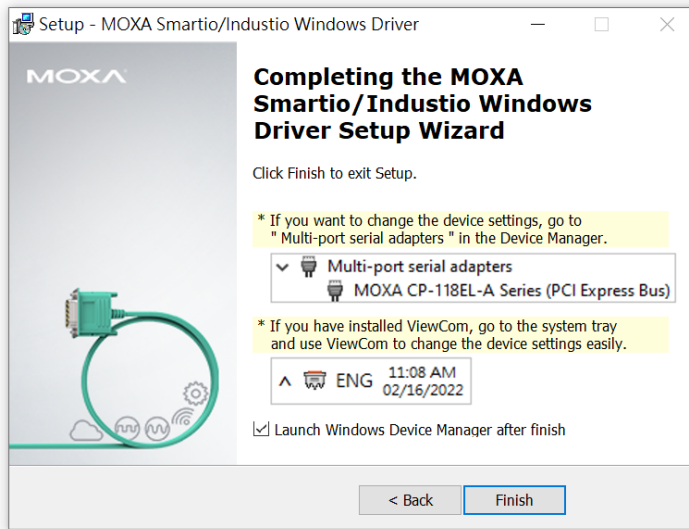 Setup - MOXA Smartio/Industio Windows Driver
MOXA
Completing the MOXA
Smartio/Industio Windows
Driver Setup Wizard
Click Finish to exit Setup.
* If you want to change the device settings, go to
" Multi-port serial adapters " in the Device Manager.
Multi-port serial adapters
MOXA CP-118EL-A Series (PCI Express Bus)
* If you have installed ViewCom, go to the system tray
and use ViewCom to change the device settings easily.
ENG 11:08 AM
02/16/2022
Launch Windows Device Manager after finish
< Back Finish